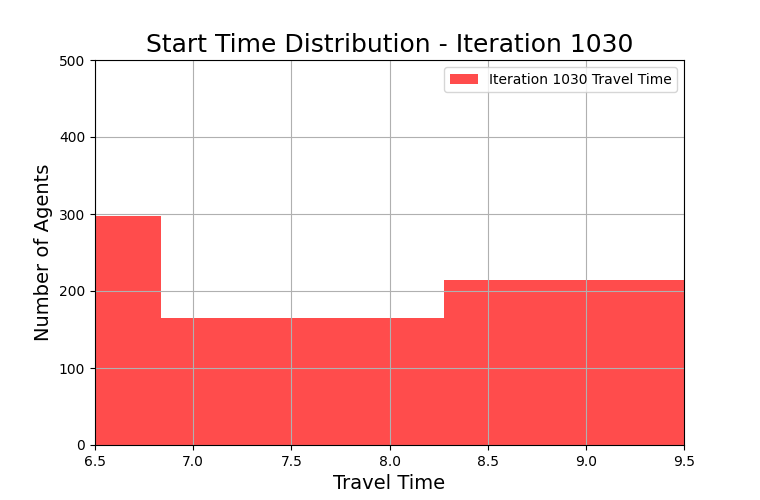 Start Time Distribution - Iteration 1030
500
400
300
200
100
0
Number of Agents
Iteration 1030 Travel Time
6.5 7.0 7.5 8.0 8.5 9.0 9.5
Travel Time